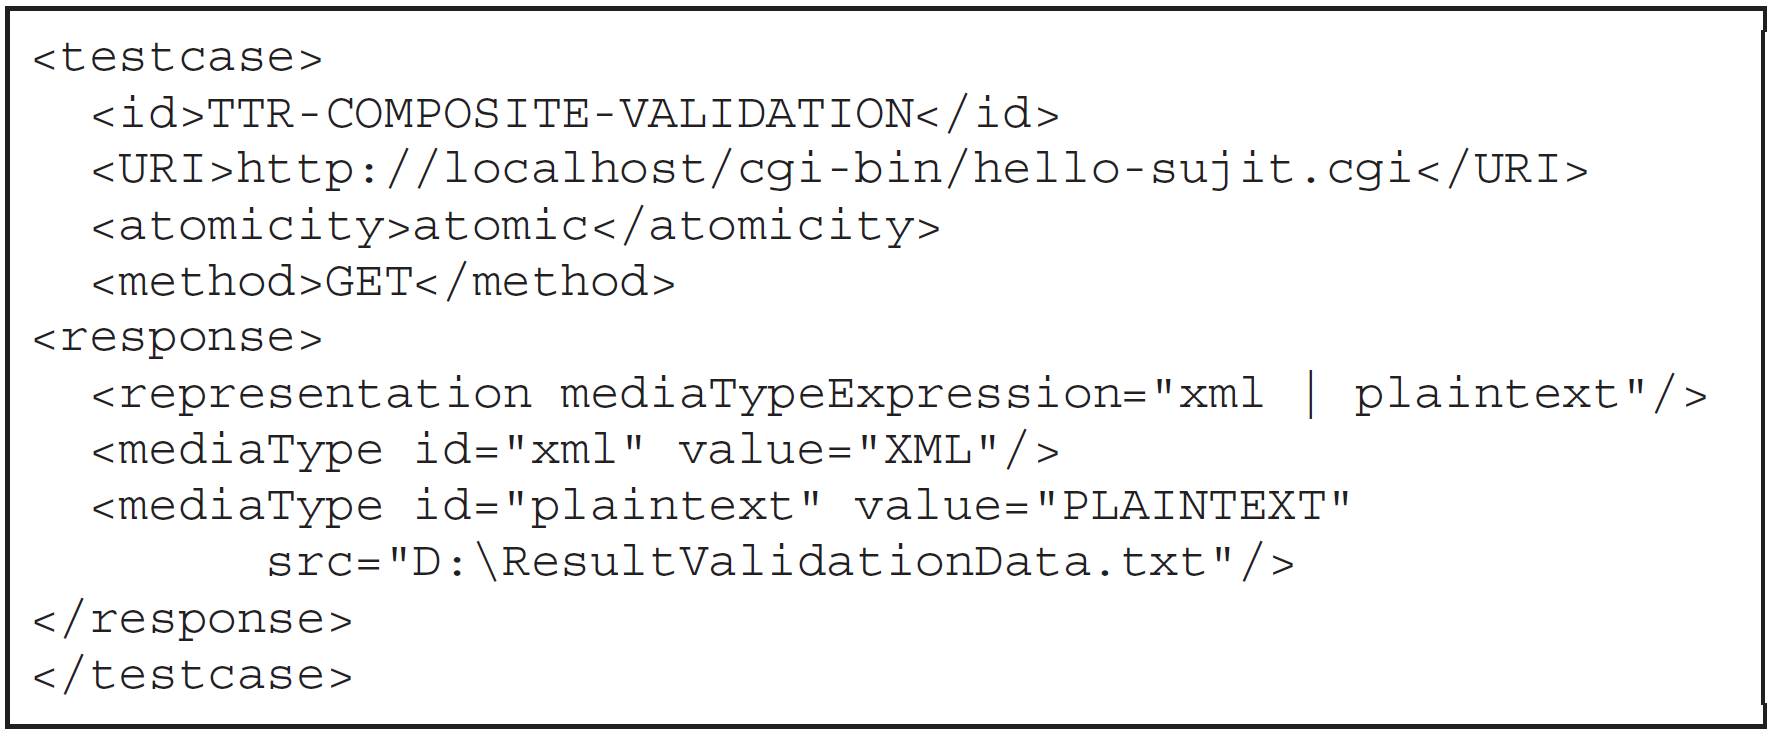 <testcase>
  <id>TTR-COMPOSITE-VALIDATION</id>
  <URI>http://localhost/cgi-bin/hello-sujit.cgi</URI>
  <atomicity>atomic</atomicity>
  <method>GET</method>
<response>
  <representation mediaTypeExpression="xml | plaintext"/>
  <mediaType id="xml" value="XML"/>
  <mediaType id="plaintext" value="PLAINTEXT"
        src="D:\ResultValidationData.txt"/>
</response>
</testcase>